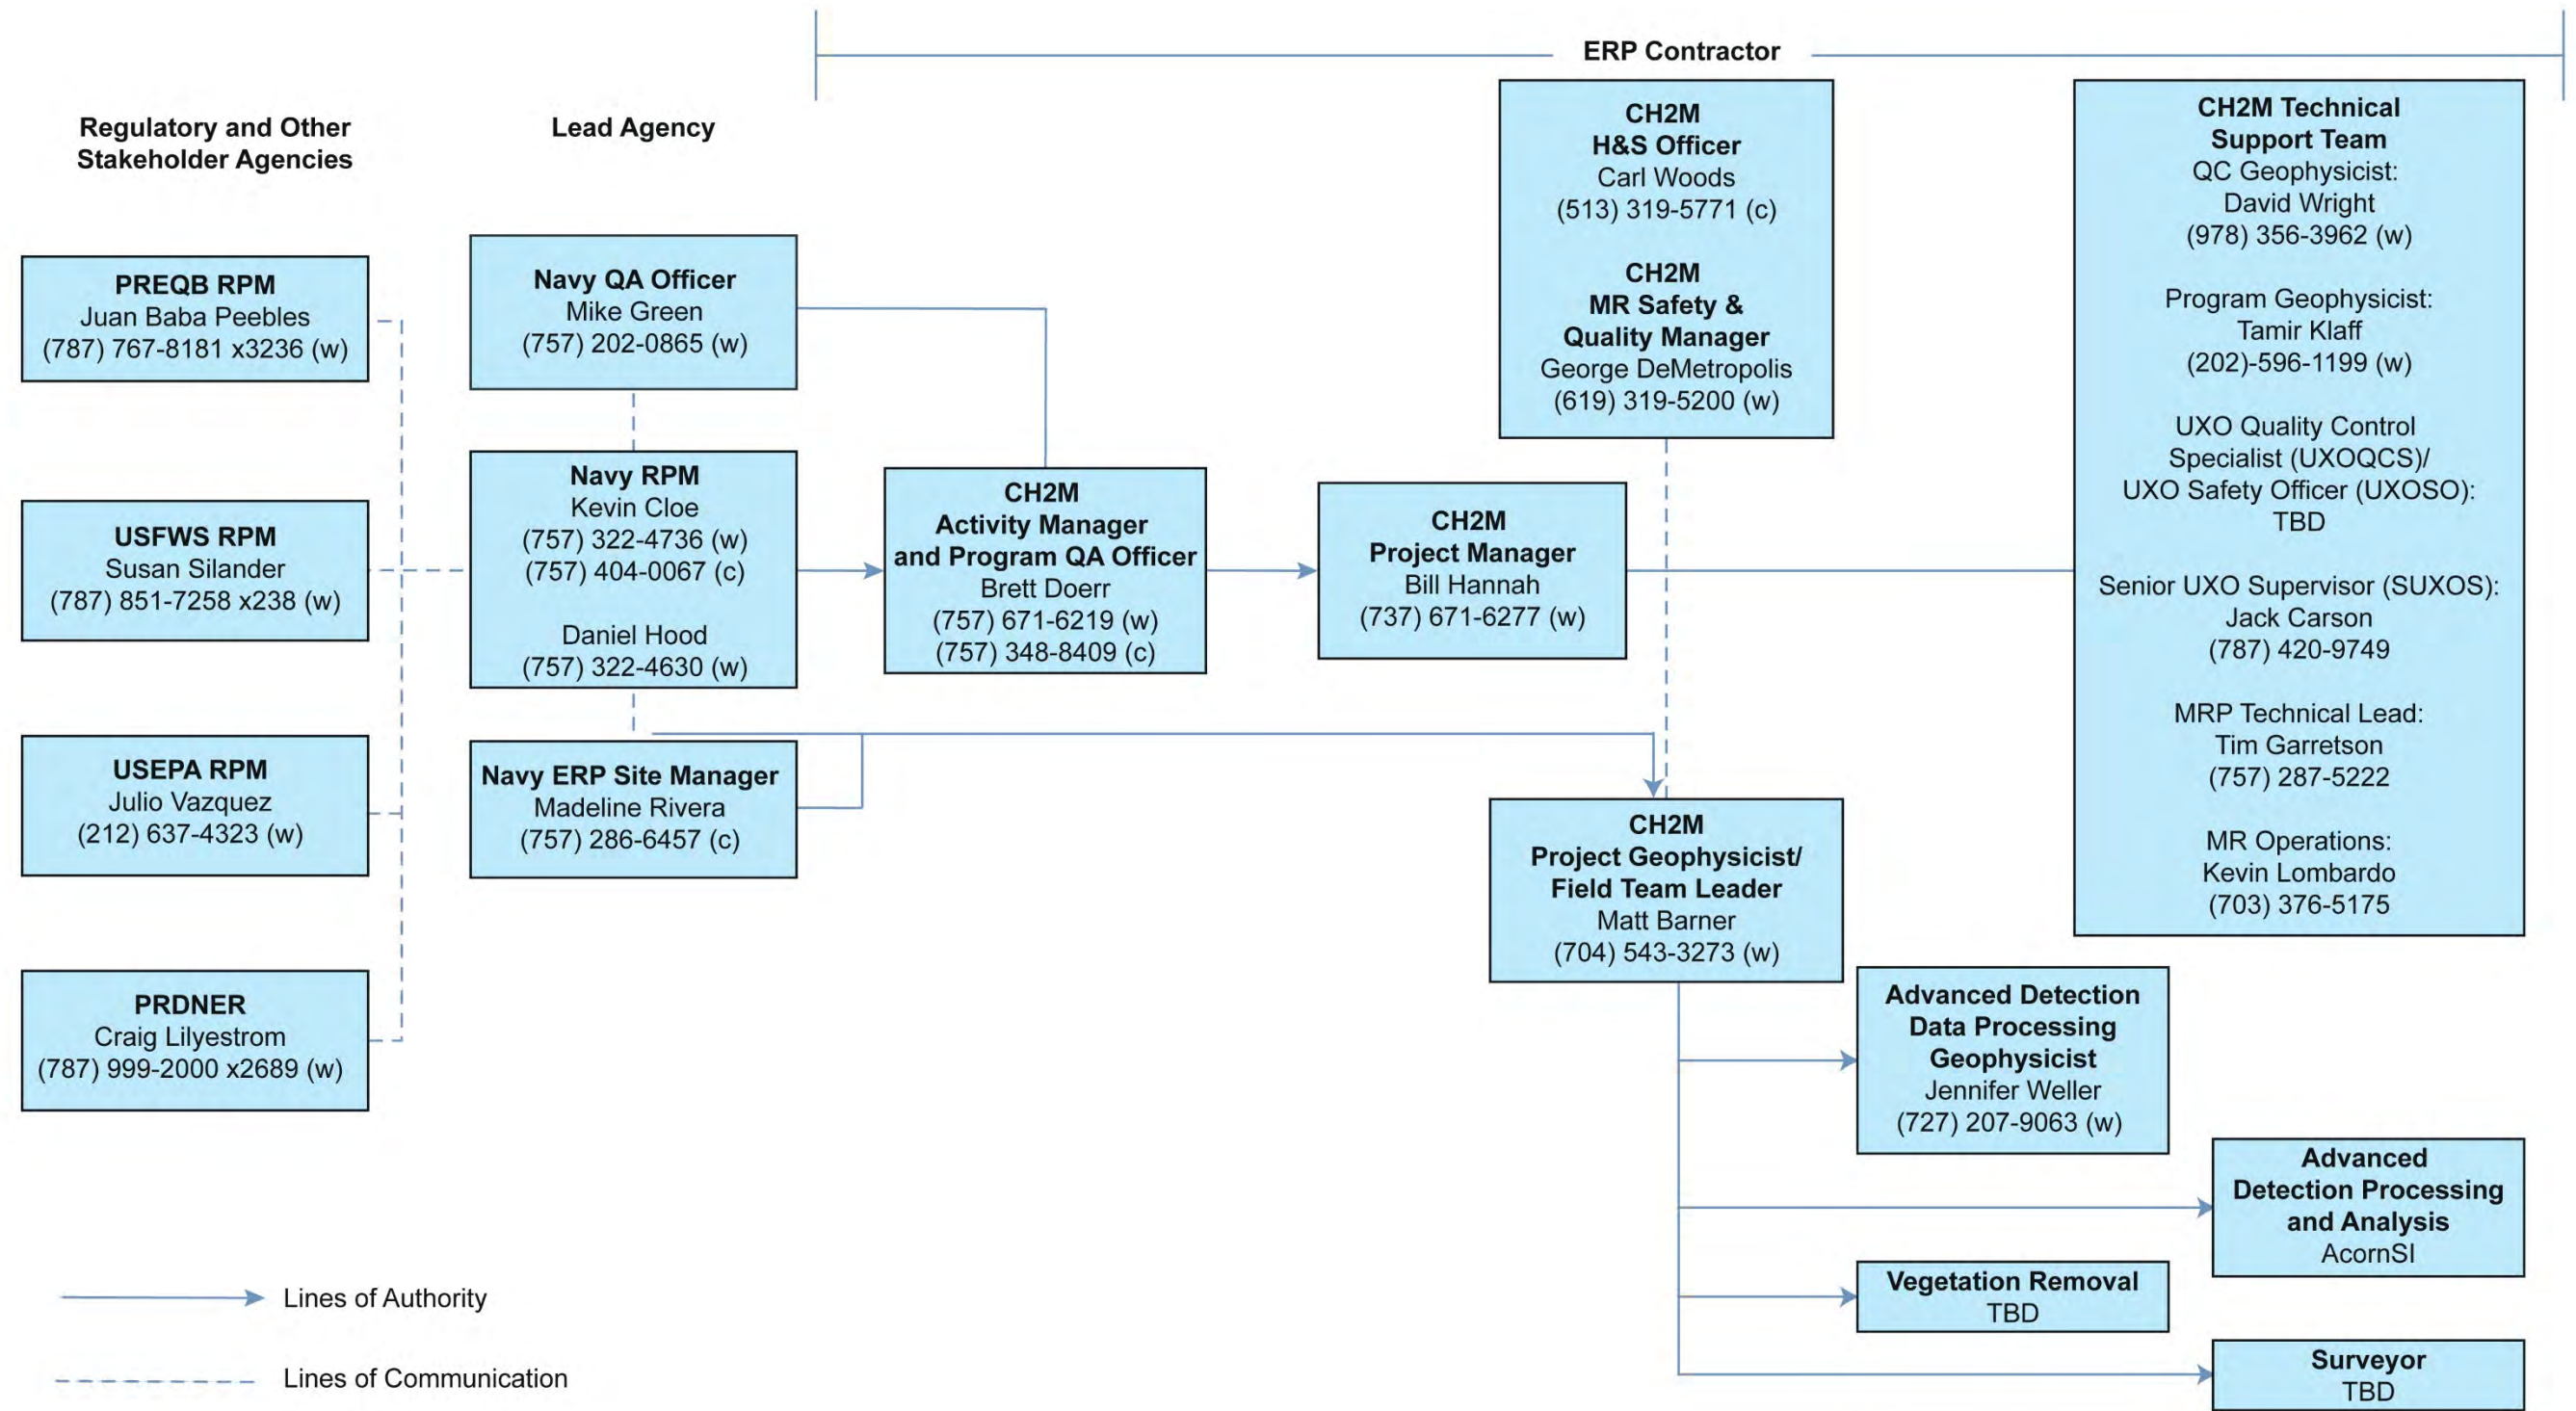 ERP Contractor
Regulatory and Other
Stakeholder Agencies
Lead Agency
PREQB RPM
Juan Baba Peebles
(787) 767-8181 x3236 (w)
USFWS RPM
Susan Silander
(787) 851-7258 x238 (w)
USEPA RPM
Julio Vazquez
(212) 637-4323 (w)
PRDNER
Craig Lilyestrom
(787) 999-2000 x2689 (w)
Navy QA Officer
Mike Green
(757) 202-0865 (w)
Navy RPM
Kevin Cloe
(757) 322-4736 (w)
(757) 404-0067 (c)
Daniel Hood
(757) 322-4630 (w)
Navy ERP Site Manager
Madeline Rivera
(757) 286-6457 (c)
CH2M
Activity Manager
and Program QA Officer
Brett Doerr
(757) 671-6219 (w)
(757) 348-8409 (c)
CH2M
Project Manager
Bill Hannah
(737) 671-6277 (w)
CH2M
H&S Officer
Carl Woods
(513) 319-5771 (c)
CH2M
MR Safety &
Quality Manager
George DeMetropolis
(619) 319-5200 (w)
CH2M Technical
Support Team
QC Geophysicist:
David Wright
(978) 356-3962 (w)
Program Geophysicist:
Tamir Klaff
(202)-596-1199 (w)
UXO Quality Control
Specialist (UXOQCS)/
UXO Safety Officer (UXOSO):
TBD
Senior UXO Supervisor (SUXOS):
Jack Carson
(787) 420-9749
MRP Technical Lead:
Tim Garretson
(757) 287-5222
MR Operations:
Kevin Lombardo
(703) 376-5175
CH2M
Project Geophysicist/
Field Team Leader
Matt Barner
(704) 543-3273 (w)
Advanced Detection
Data Processing
Geophysicist
Jennifer Weller
(727) 207-9063 (w)
Advanced
Detection Processing
and Analysis
AcornSI
Vegetation Removal
TBD
Surveyor
TBD
Lines of Authority
Lines of Communication